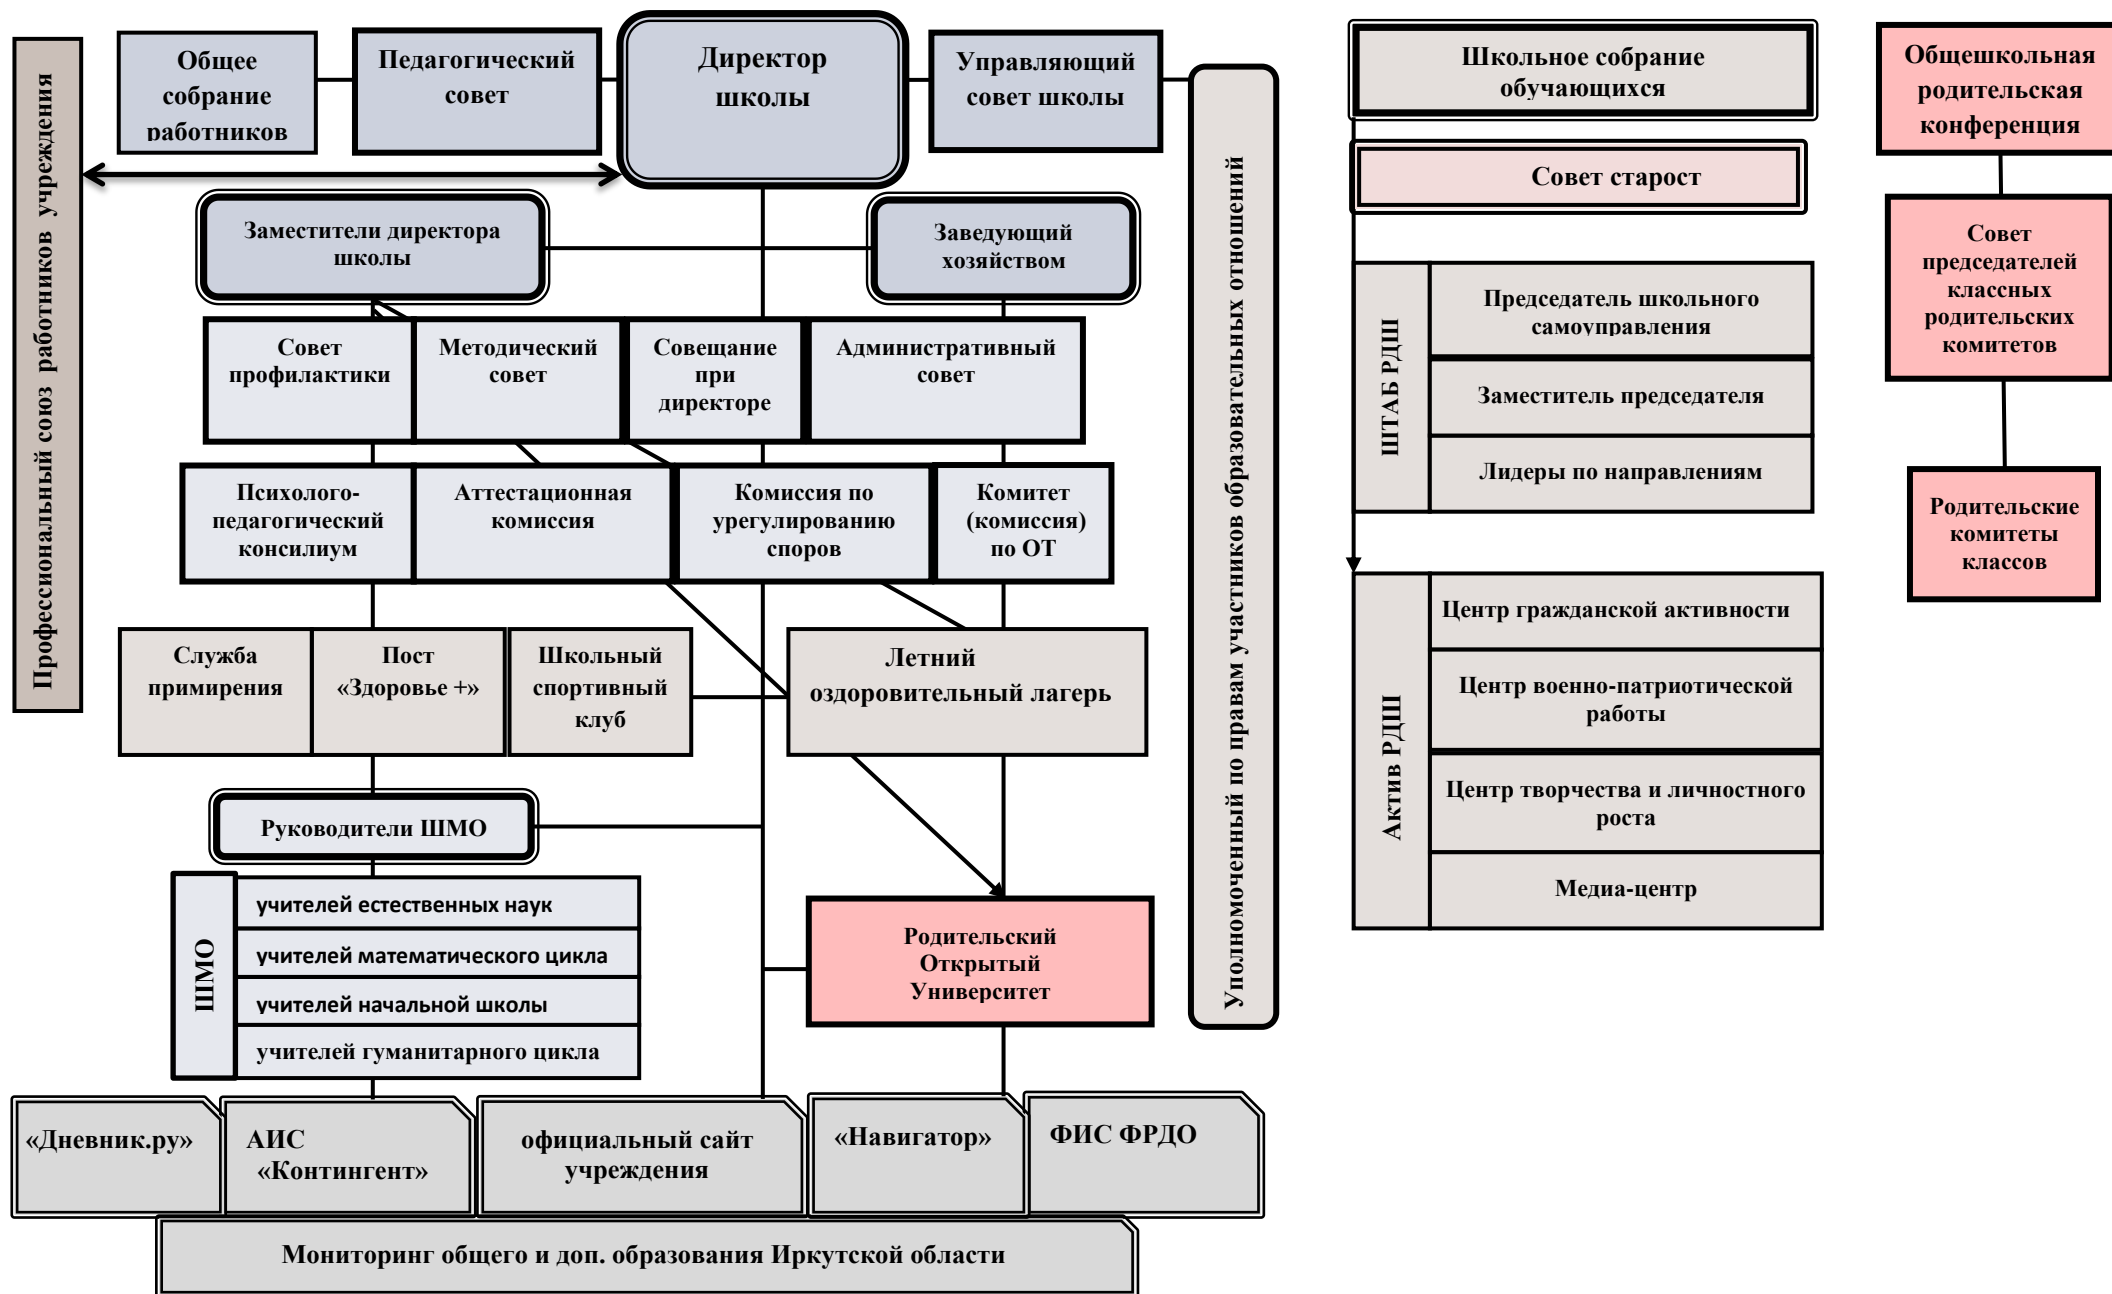 Профессиональный союз работников учреждения
Общее
собрание
работников
Педагогический
совет
Директор
школы
Управляющий
совет школы
Заместители директора
школы
Заведующий
хозяйством
Совет
профилактики
Методический
совет
Совещание
при
директоре
Административный
совет
Психолого-
педагогический
консилиум
Аттестационная
комиссия
Комиссия по
урегулированию
споров
Комитет
(комиссия)
по ОТ
Служба
примирения
Пост
«Здоровье +»
Школьный
спортивный
клуб
Летний
оздоровительный лагерь
Руководители ШМО
ШМО
учителей естественных наук
учителей математического цикла
учителей начальной школы
учителей гуманитарного цикла
Родительский
Открытый
Университет
«Дневник.ру»
АИС
«Контингент»
официальный сайт
учреждения
«Навигатор»
ФИС ФРДО
Мониторинг общего и доп. образования Иркутской области
Уполномоченный по правам участников образовательных отношений
Школьное собрание
обучающихся
Совет старост
ШТАБ РДШ
Председатель школьного
самоуправления
Заместитель председателя
Лидеры по направлениям
Актив РДШ
Центр гражданской активности
Центр военно-патриотической
работы
Центр творчества и личностного
роста
Медиа-центр
Общешкольная
родительская
конференция
Совет
председателей
классных
родительских
комитетов
Родительские
комитеты
классов